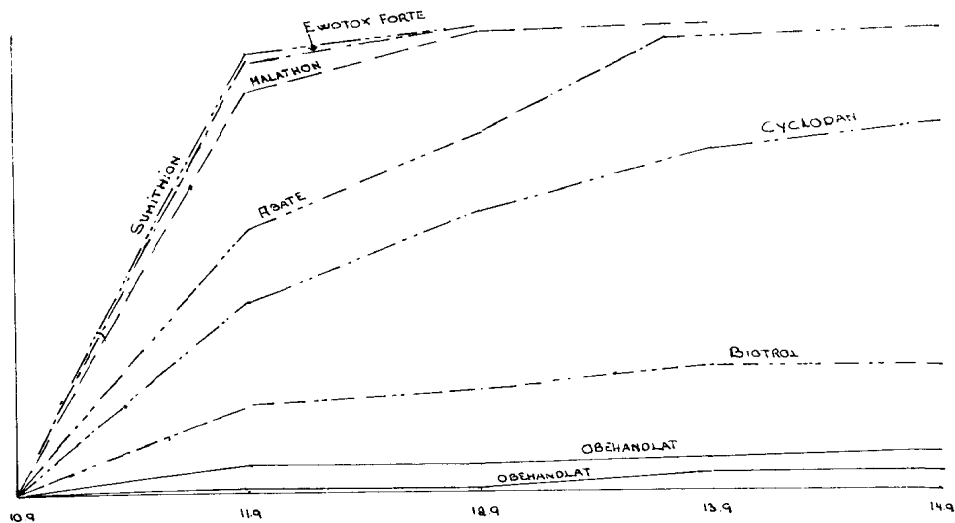 EWOTOX FORTE
MALATHON
SUMITHION
ABATE
CYCLODAN
BIOTROL
OBEHANDLAT
OBEHANDLAT
10.9 11.9 12.9 13.9 14.9